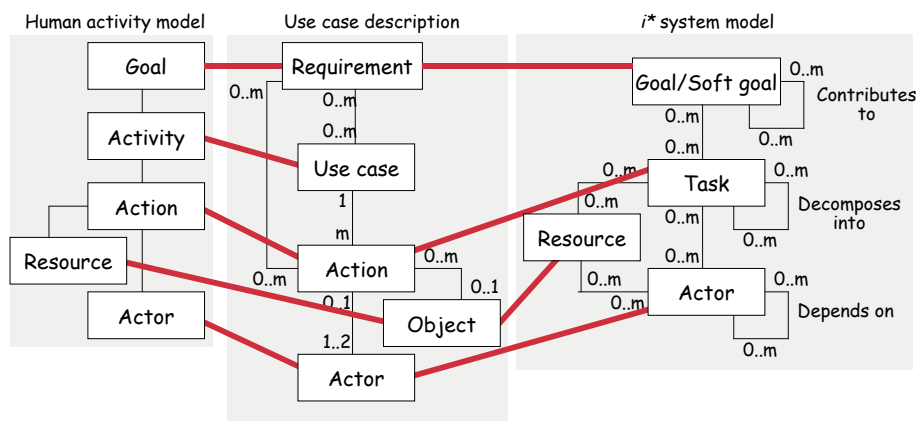 Human activity model
Use case description
i* system model
Goal
Requirement
Goal/Soft goal
0..m
Contributes
to
0..m
0..m
0..m
0..m
0..m
0..m
Activity
Use case
Task
0..m
0..m
0..m
Decomposes
into
0..m
0..m
0..m
Action
1
m
Resource
Resource
Action
0..m
0..m
0..1
0..1
1..2
Object
Actor
Actor
Actor
0..m
0..m
0..m
Depends on
0..m